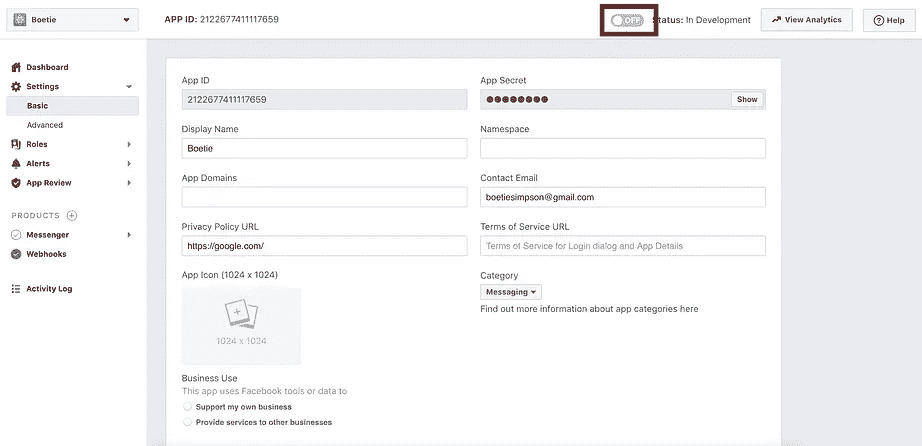 Boetie
APP ID: 2122677411117659
OFF
Status: In Development
View Analytics
Help
Dashboard
Settings
Basic
Advanced
Roles
Alerts
App Review
PRODUCTS
Messenger
Webhooks
Activity Log
App ID
2122677411117659
App Secret
●●●●●●●●
Show
Display Name
Boetie
Namespace
App Domains
Contact Email
boetiesimpson@gmail.com
Privacy Policy URL
https://google.com/
Terms of Service URL
Terms of Service for Login dialog and App Details
App Icon (1024 x 1024)
1024 x 1024
Category
Messaging
Find out more information about app categories here
Business Use
This app uses Facebook tools or data to
Support my own business
Provide services to other businesses